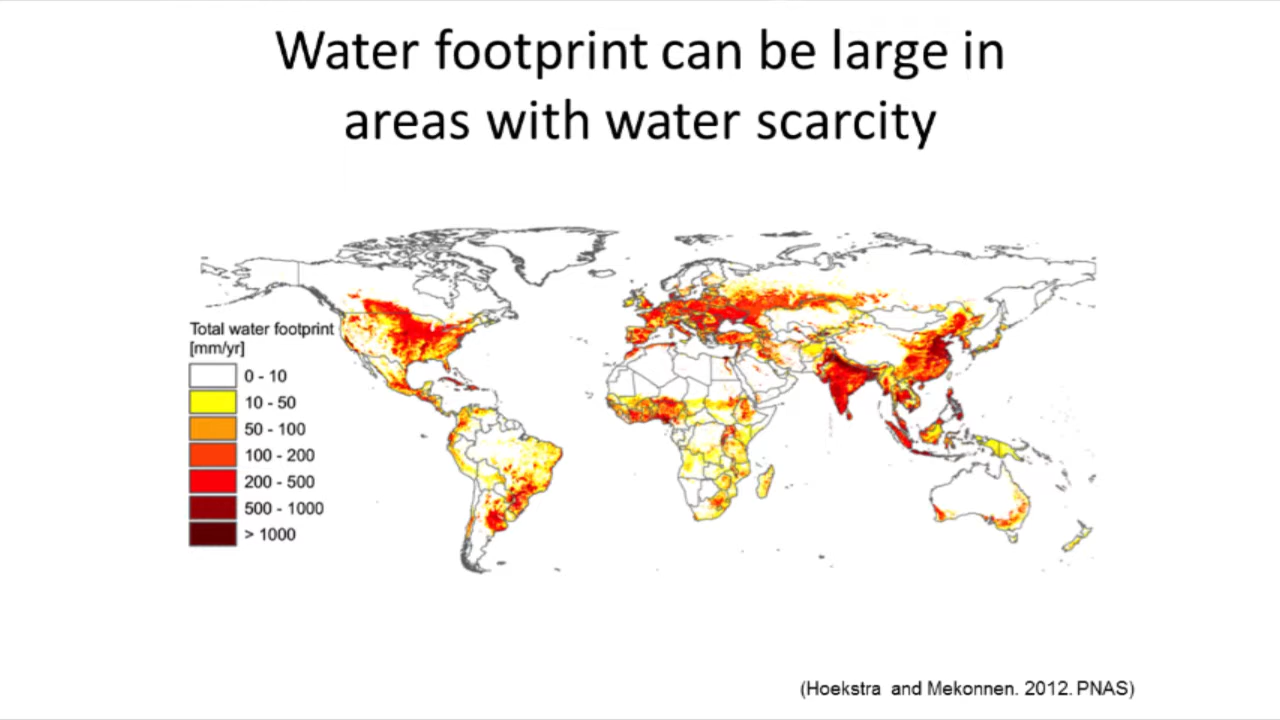 Water footprint can be large in
areas with water scarcity
Total water footprint
[mm/yr]
0 - 10
10 - 50
50 - 100
100 - 200
200 - 500
500 - 1000
> 1000
(Hoekstra and Mekonnen. 2012. PNAS)